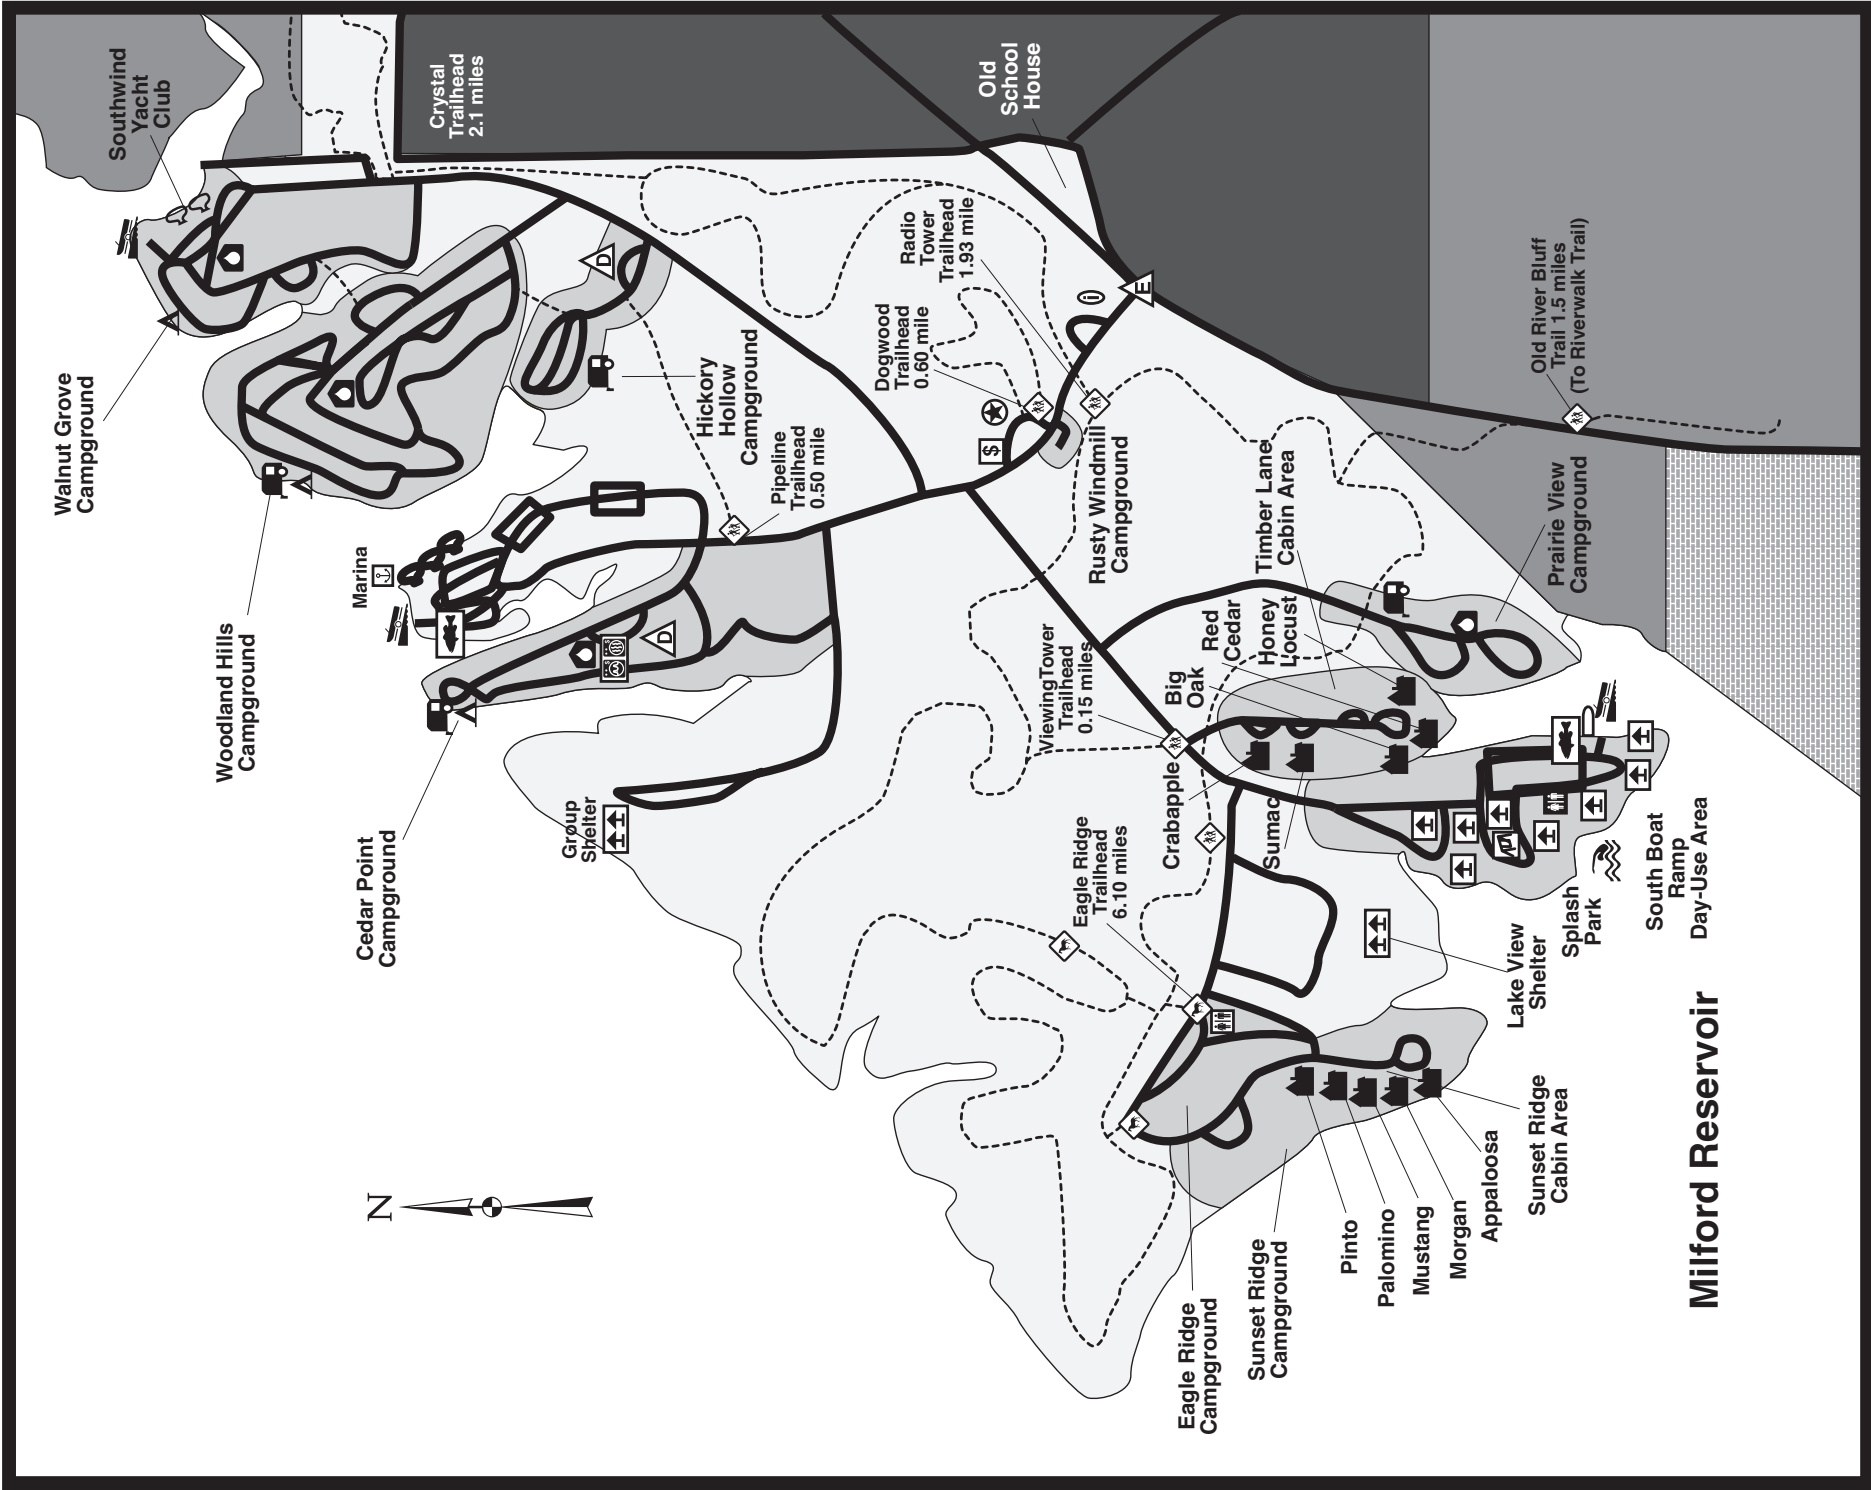 Southwind
Yacht
Club
Crystal
Trailhead
2.1 miles
Old
School
House
Walnut Grove
Campground
Radio
Tower
Trailhead
1.93 mile
Dogwood
Trailhead
0.60 mile
Old River Bluff
Trail 1.5 miles
(To Riverwalk Trail)
D
i
E
$
Hickory
Hollow
Campground
Pipeline
Trailhead
0.50 mile
Rusty Windmill
Campground
Timber Lane
Cabin Area
Prairie View
Campground
Marina
Woodland Hills
Campground
D
Red
Cedar
Honey
Locust
Big
Oak
ViewingTower
Trailhead
0.15 miles
Crabapple
Sumac
Group
Shelter
Cedar Point
Campground
Eagle Ridge
Trailhead
6.10 miles
South Boat
Ramp
Day-Use Area
Splash
Park
Lake View
Shelter
Sunset Ridge
Cabin Area
Appaloosa
Morgan
Mustang
Palomino
Pinto
Sunset Ridge
Campground
Eagle Ridge
Campground
N
Milford Reservoir